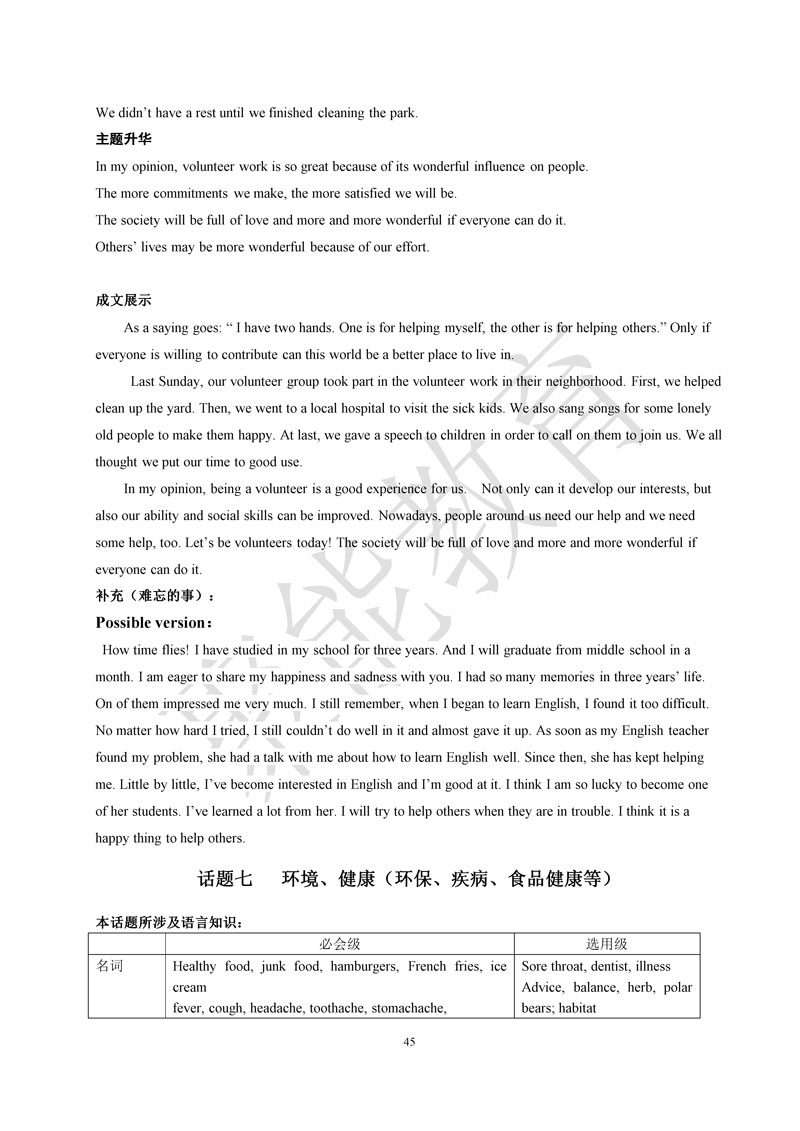 We didn't have a rest until we finished cleaning the park.
主题升华
In my opinion, volunteer work is so great because of its wonderful influence on people.
The more commitments we make, the more satisfied we will be.
The society will be full of love and more and more wonderful if everyone can do it.
Others' lives may be more wonderful because of our effort.
成文展示
As a saying goes: “ I have two hands. One is for helping myself, the other is for helping others.” Only if
everyone is willing to contribute can this world be a better place to live in.
Last Sunday, our volunteer group took part in the volunteer work in their neighborhood. First, we helped
clean up the yard. Then, we went to a local hospital to visit the sick kids. We also sang songs for some lonely
old people to make them happy. At last, we gave a speech to children in order to call on them to join us. We all
thought we put our time to good use.
In my opinion, being a volunteer is a good experience for us. Not only can it develop our interests, but
also our ability and social skills can be improved. Nowadays, people around us need our help and we need
some help, too. Let's be volunteers today! The society will be full of love and more and more wonderful if
everyone can do it.
补充（难忘的事）：
Possible version：
How time flies! I have studied in my school for three years. And I will graduate from middle school in a
month. I am eager to share my happiness and sadness with you. I had so many memories in three years' life.
On of them impressed me very much. I still remember, when I began to learn English, I found it too difficult.
No matter how hard I tried, I still couldn't do well in it and almost gave it up. As soon as my English teacher
found my problem, she had a talk with me about how to learn English well. Since then, she has kept helping
me. Little by little, I've become interested in English and I'm good at it. I think I am so lucky to become one
of her students. I've learned a lot from her. I will try to help others when they are in trouble. I think it is a
happy thing to help others.
话题七 环境、健康（环保、疾病、食品健康等）
本话题所涉及语言知识：
必会级 选用级
名词 Healthy food, junk food, hamburgers, French fries, ice Sore throat, dentist, illness
cream Advice, balance, herb, polar
fever, cough, headache, toothache, stomachache, bears; habitat
45